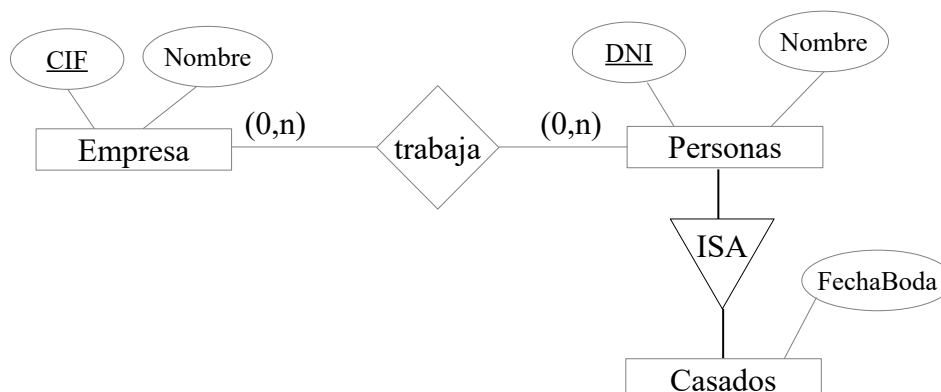 CIF
Nombre
DNI
Nombre
(0,n)
(0,n)
Empresa
trabaja
Personas
ISA
FechaBoda
Casados